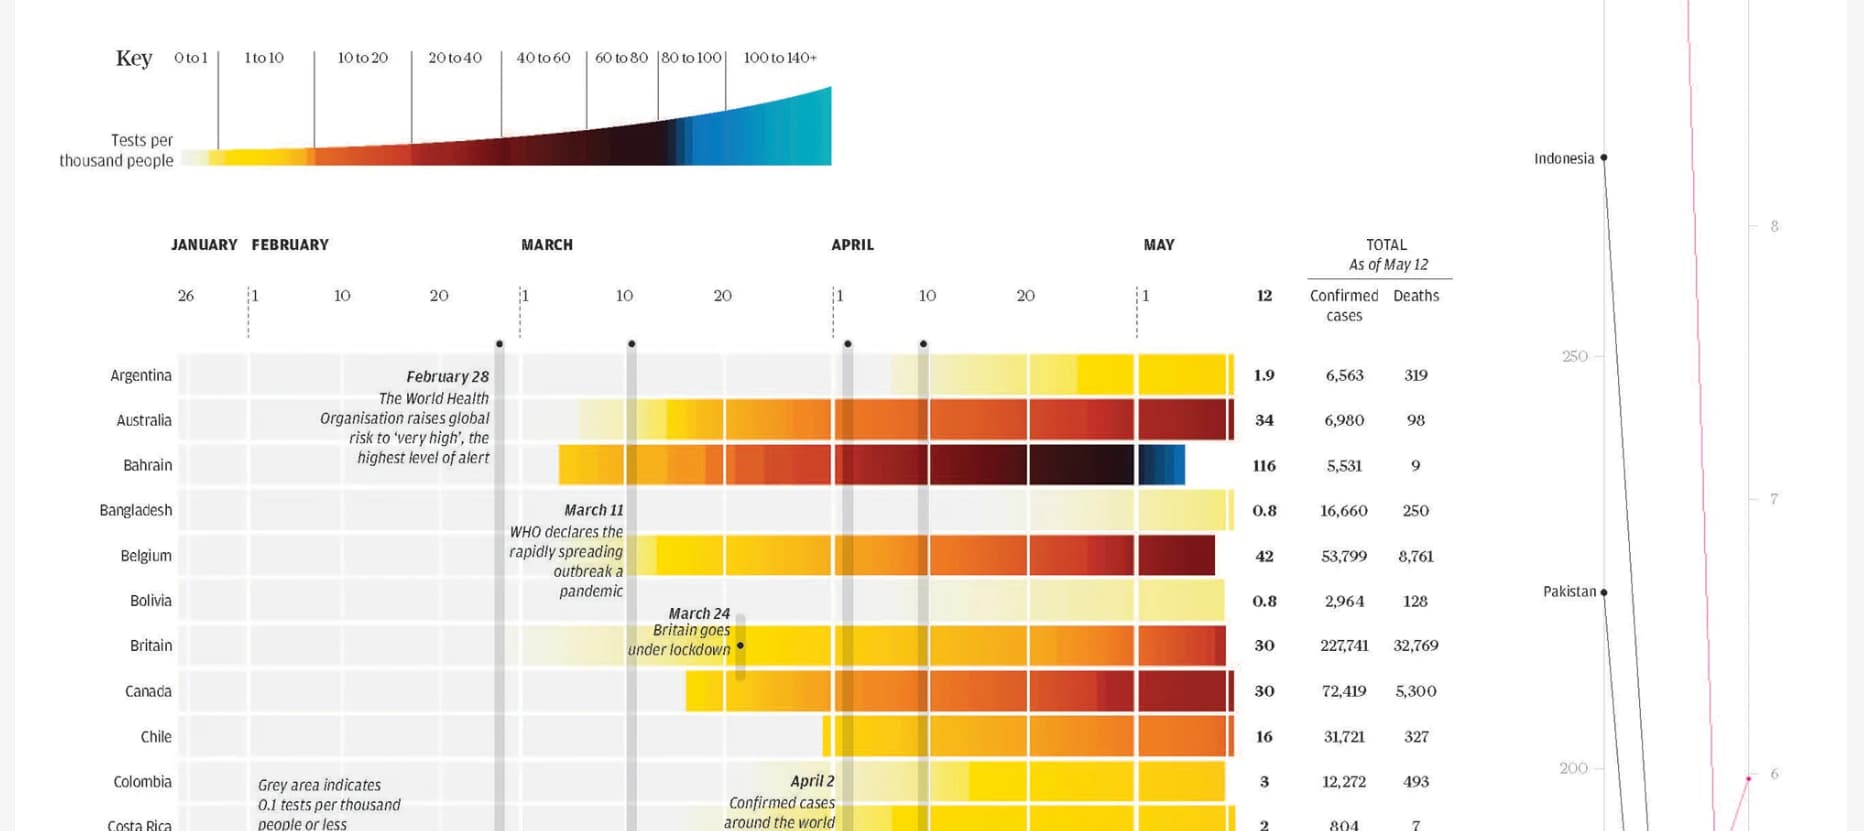 Key 0 to 1 1 to 10 10 to 20 20 to 40 40 to 60 60 to 80 80 to 100 100 to 140+
Tests per
thousand people
JANUARY FEBRUARY MARCH APRIL MAY TOTAL
As of May 12
26 1 10 20 1 10 20 1 10 20 1 12 Confirmed Deaths
cases
Argentina 1.9 6,563 319
February 28
The World Health
Organisation raises global
risk to ‘very high’, the
highest level of alert
Australia 34 6,980 98
Bahrain 116 5,531 9
Bangladesh 0.8 16,660 250
March 11
WHO declares the
rapidly spreading
outbreak a
pandemic
Belgium 42 53,799 8,761
Bolivia 0.8 2,964 128
March 24
Britain goes
under lockdown
Britain 30 227,741 32,769
Canada 30 72,419 5,300
Chile 16 31,721 327
Colombia 3 12,272 493
Grey area indicates
0.1 tests per thousand
people or less
April 2
Confirmed cases
around the world
Costa Rica 2 804 7
Indonesia
8
250
7
Pakistan
200
6